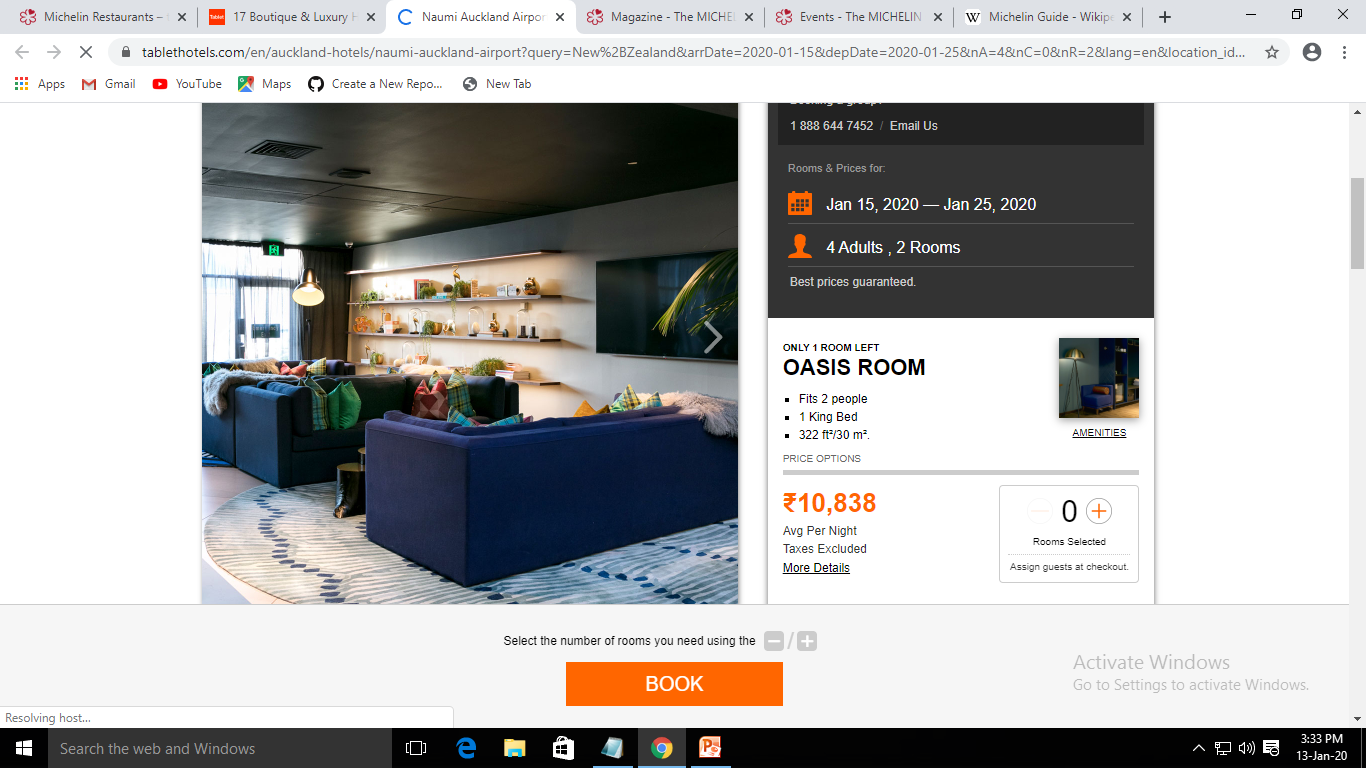 Michelin Restaurants – t
17 Boutique & Luxury H
Naumi Auckland Airpor
Magazine - The MICHEL
Events - The MICHELIN
Michelin Guide - Wikipe
tablethotels.com/en/auckland-hotels/naumi-auckland-airport?query=New%2BZealand&arrDate=2020-01-15&depDate=2020-01-25&nA=4&nC=0&nR=2&lang=en&location_id...
Apps
Gmail
YouTube
Maps
Create a New Repo...
New Tab
Booking a group?
1 888 644 7452 / Email Us
Rooms & Prices for:
Jan 15, 2020 — Jan 25, 2020
4 Adults , 2 Rooms
Best prices guaranteed.
ONLY 1 ROOM LEFT
OASIS ROOM
Fits 2 people
1 King Bed
322 ft²/30 m².
AMENITIES
PRICE OPTIONS
₹10,838
Avg Per Night
Taxes Excluded
More Details
0
Rooms Selected
Assign guests at checkout.
Select the number of rooms you need using the − / +
BOOK
Activate Windows
Go to Settings to activate Windows.
Resolving host...
Search the web and Windows
3:33 PM
13-Jan-20